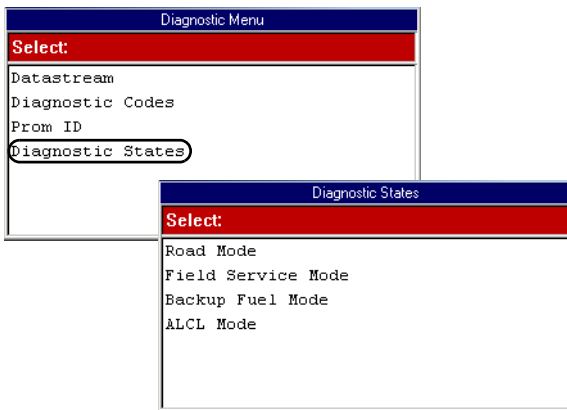 Diagnostic Menu
Select:
Datastream
Diagnostic Codes
Prom ID
Diagnostic States
Diagnostic States
Select:
Road Mode
Field Service Mode
Backup Fuel Mode
ALCL Mode